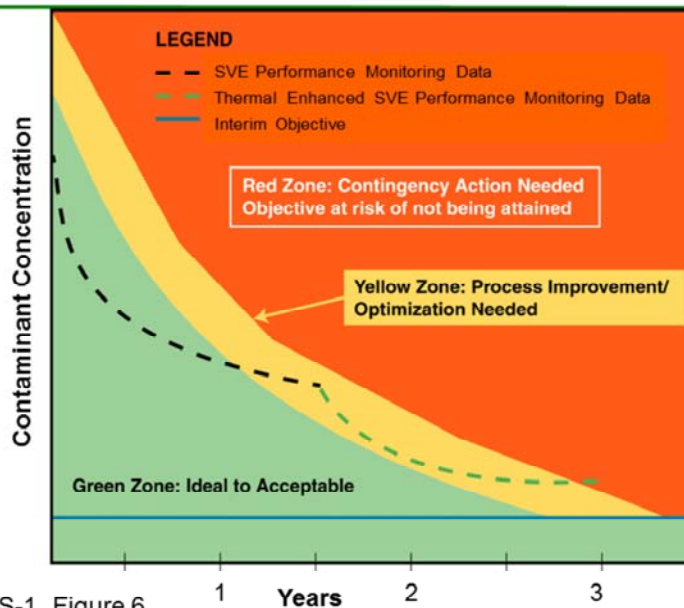 LEGEND
SVE Performance Monitoring Data
Thermal Enhanced SVE Performance Monitoring Data
Interim Objective
Red Zone: Contingency Action Needed
Objective at risk of not being attained
Yellow Zone: Process Improvement/
Optimization Needed
Contaminant Concentration
Green Zone: Ideal to Acceptable
1 Years 2 3
S-1 Figure 6